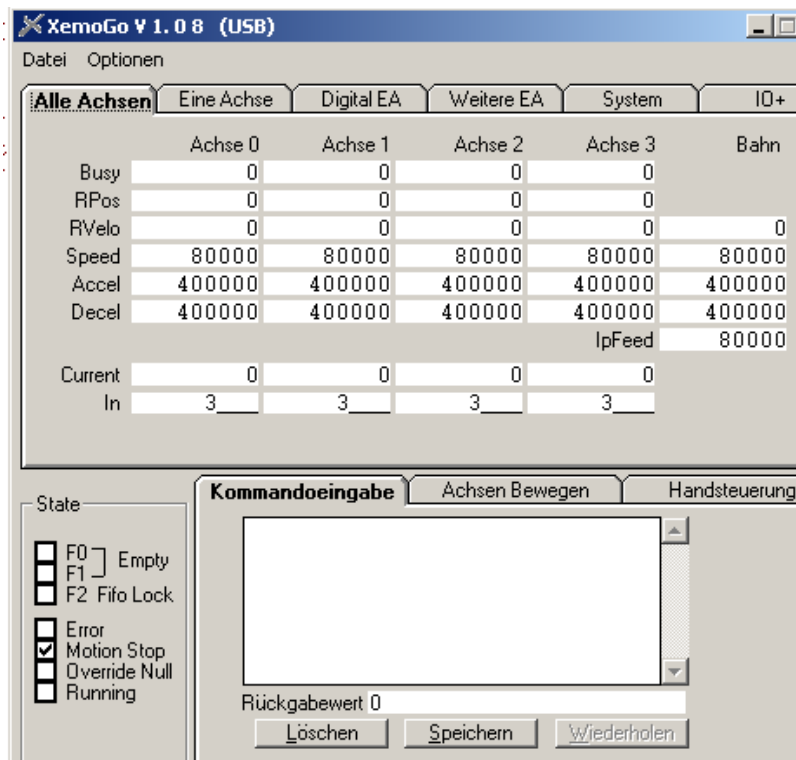 XemoGo V 1.0 8 (USB)
Datei Optionen
Alle Achsen Eine Achse Digital EA Weitere EA System IO+
Achse 0 Achse 1 Achse 2 Achse 3 Bahn
Busy 0 0 0 0
RPos 0 0 0 0
RVelo 0 0 0 0 0
Speed 80000 80000 80000 80000 80000
Accel 400000 400000 400000 400000 400000
Decel 400000 400000 400000 400000 400000
IpFeed 80000
Current 0 0 0 0
In 3____ 3____ 3____ 3____
Kommandoeingabe Achsen Bewegen Handsteuerung
State
F0
F1 Empty
F2 Fifo Lock
Error
Motion Stop
Override Null
Running
Rückgabewert 0
Löschen Speichern Wiederholen